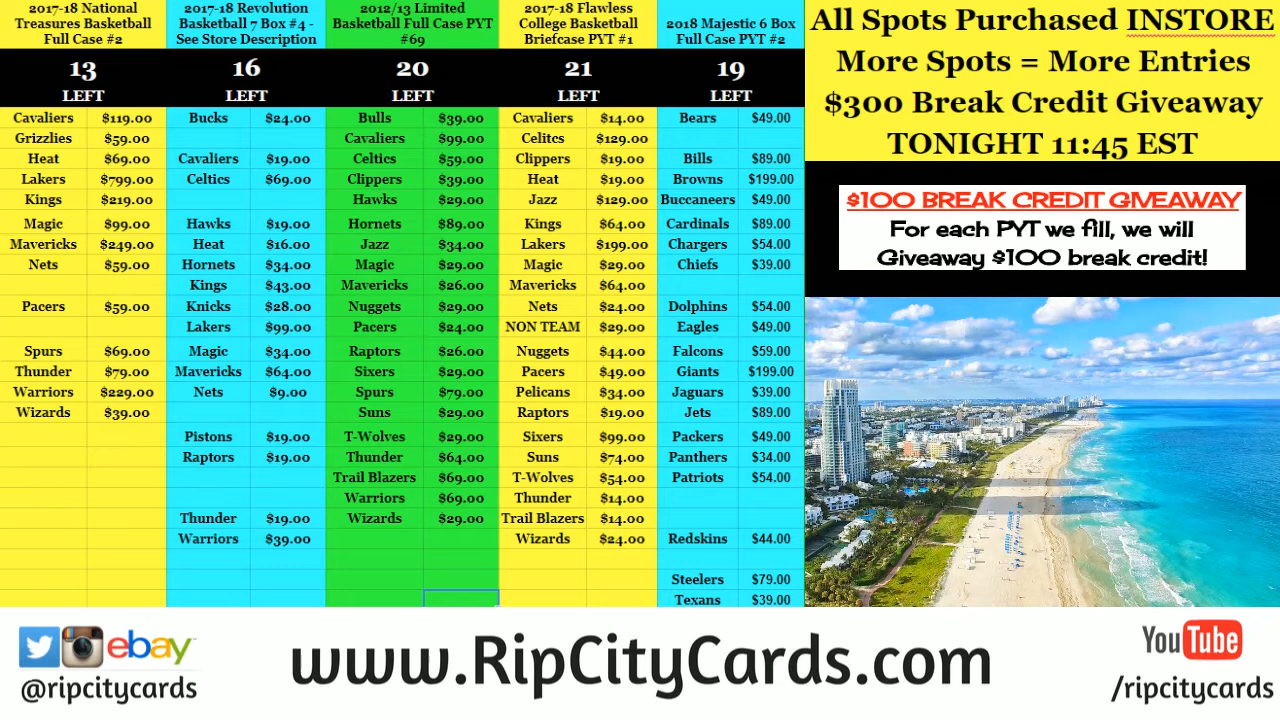 2017-18 National Treasures Basketball Full Case #2
13
LEFT
Cavaliers $119.00
Grizzlies $59.00
Heat $69.00
Lakers $799.00
Kings $219.00
Magic $99.00
Mavericks $249.00
Nets $59.00
Pacers $59.00
Spurs $69.00
Thunder $79.00
Warriors $229.00
Wizards $39.00
2017-18 Revolution Basketball 7 Box #4 - See Store Description
16
LEFT
Bucks $24.00
Cavaliers $19.00
Celtics $69.00
Hawks $19.00
Heat $16.00
Hornets $34.00
Kings $43.00
Knicks $28.00
Lakers $99.00
Magic $34.00
Mavericks $64.00
Nets $9.00
Pistons $19.00
Raptors $19.00
Thunder $19.00
Warriors $39.00
2012/13 Limited Basketball Full Case PYT #69
20
LEFT
Bulls $39.00
Cavaliers $99.00
Celtics $59.00
Clippers $39.00
Hawks $29.00
Hornets $89.00
Jazz $34.00
Magic $29.00
Mavericks $26.00
Nuggets $29.00
Pacers $24.00
Raptors $26.00
Sixers $29.00
Spurs $79.00
Suns $29.00
T-Wolves $29.00
Thunder $64.00
Trail Blazers $69.00
Warriors $69.00
Wizards $29.00
2017-18 Flawless College Basketball Briefcase PYT #1
21
LEFT
Cavaliers $14.00
Celitcs $129.00
Clippers $19.00
Heat $19.00
Jazz $129.00
Kings $64.00
Lakers $199.00
Magic $29.00
Mavericks $64.00
Nets $24.00
NON TEAM $29.00
Nuggets $44.00
Pacers $49.00
Pelicans $34.00
Raptors $19.00
Sixers $99.00
Suns $74.00
T-Wolves $54.00
Thunder $14.00
Trail Blazers $14.00
Wizards $24.00
2018 Majestic 6 Box Full Case PYT #2
19
LEFT
Bears $49.00
Bills $89.00
Browns $199.00
Buccaneers $49.00
Cardinals $89.00
Chargers $54.00
Chiefs $39.00
Dolphins $54.00
Eagles $49.00
Falcons $59.00
Giants $199.00
Jaguars $39.00
Jets $89.00
Packers $49.00
Panthers $34.00
Patriots $54.00
Redskins $44.00
Steelers $79.00
Texans $39.00
All Spots Purchased INSTORE
More Spots = More Entries
$300 Break Credit Giveaway
TONIGHT 11:45 EST
$100 BREAK CREDIT GIVEAWAY
For each PYT we fill, we will
Giveaway $100 break credit!
ebay
@ripcitycards
www.RipCityCards.com
YouTube
/ripcitycards